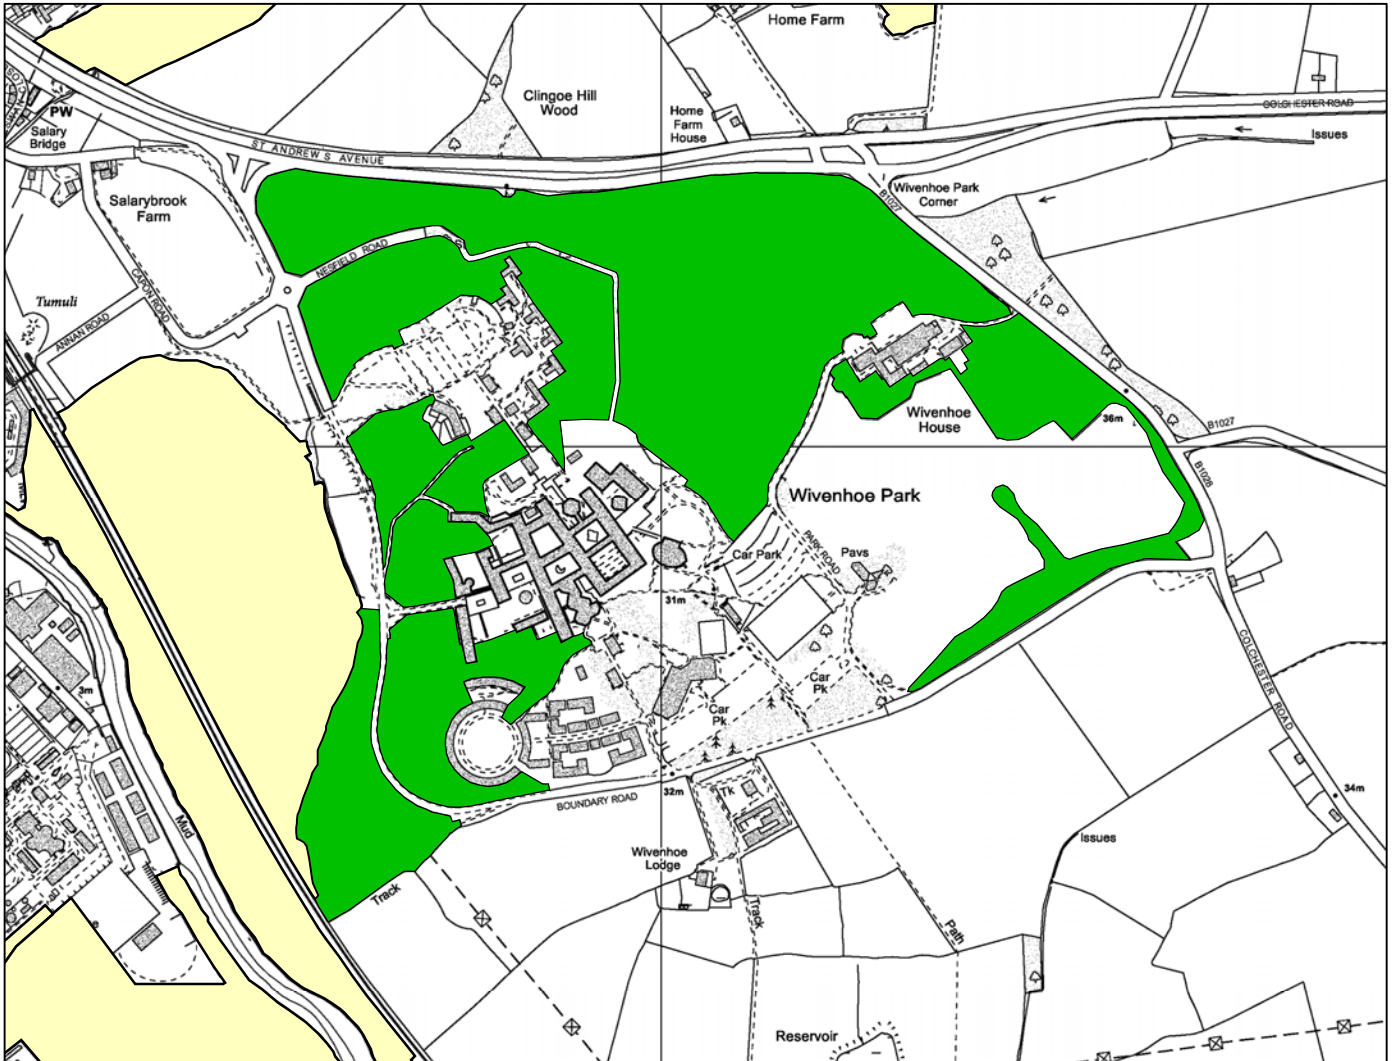 Home Farm
Clingoe Hill
Wood
COLCHESTER ROAD
PW
Home
Farm
House
Salary
Bridge
Issues
ST ANDREW S AVENUE
Wivenhoe Park
Corner
B1027
Salarybrook
Farm
NESFIELD ROAD
CAPON ROAD
Tumuli
ANNAN ROAD
Wivenhoe
House
36m
B1027
B1028
Wivenhoe Park
PARK ROAD
Car Park
Pavs
31m
COLCHESTER ROAD
Car
Pk
3m
Car
Pk
BOUNDARY ROAD
32m
Tk
34m
Mud
Issues
Wivenhoe
Lodge
Track
Track
Path
Reservoir